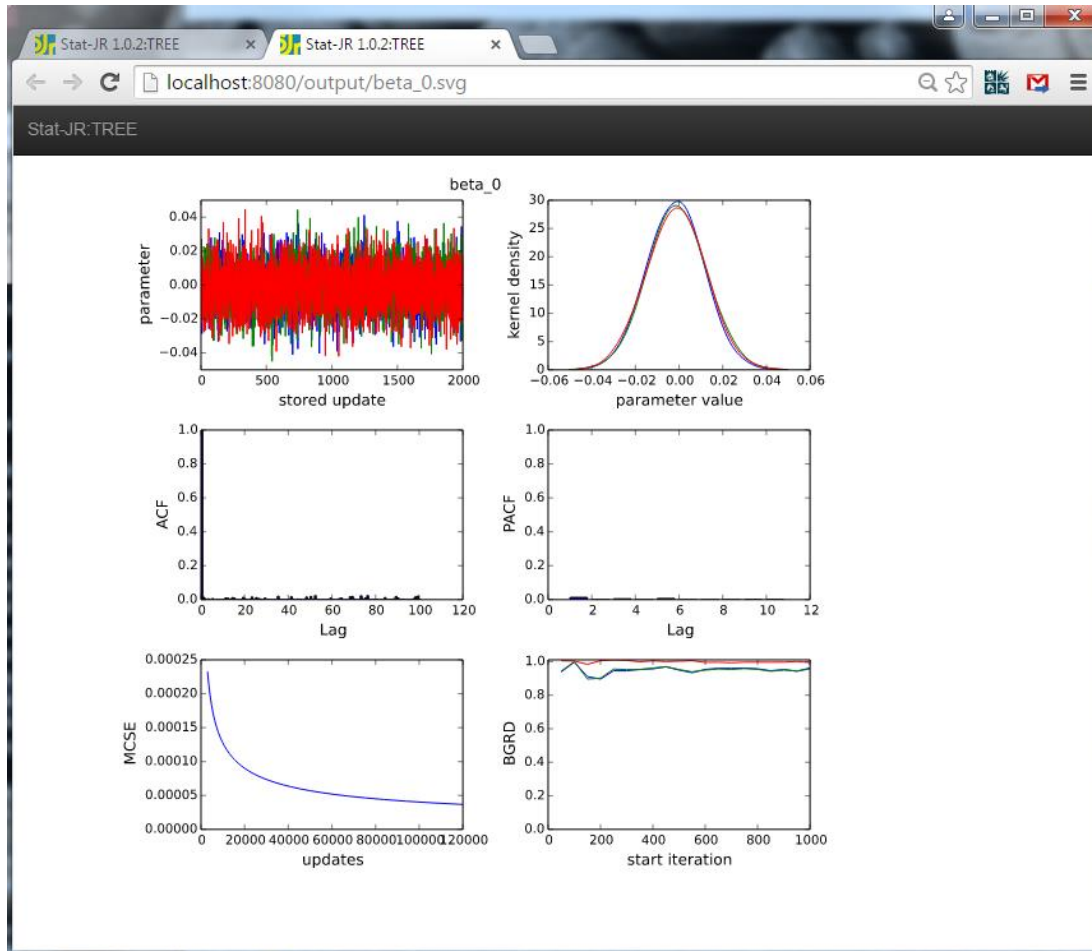 Stat-JR 1.0.2:TREE
Stat-JR 1.0.2:TREE
localhost:8080/output/beta_0.svg
Stat-JR:TREE
beta_0
parameter
0.04
0.02
0.00
−0.02
−0.04
0 500 1000 1500 2000
stored update
kernel density
30
25
20
15
10
5
0
−0.06 −0.04 −0.02 0.00 0.02 0.04 0.06
parameter value
ACF
1.0
0.8
0.6
0.4
0.2
0.0
0 20 40 60 80 100 120
Lag
PACF
1.0
0.8
0.6
0.4
0.2
0.0
0 2 4 6 8 10 12
Lag
MCSE
0.00025
0.00020
0.00015
0.00010
0.00005
0.00000
0 20000 40000 60000 80000 100000 120000
updates
BGRD
1.0
0.8
0.6
0.4
0.2
0.0
0 200 400 600 800 1000
start iteration